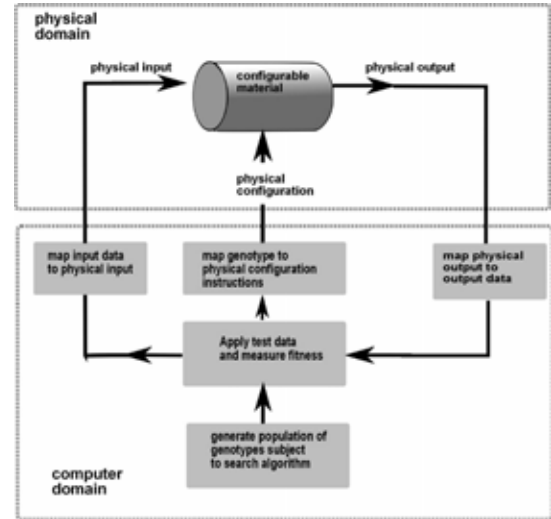 physical
domain
physical input
configurable
material
physical output
physical
configuration
map input data
to physical input
map genotype to
physical configuration
instructions
map physical
output to
output data
Apply test data
and measure fitness
generate population of
genotypes subject
to search algorithm
computer
domain